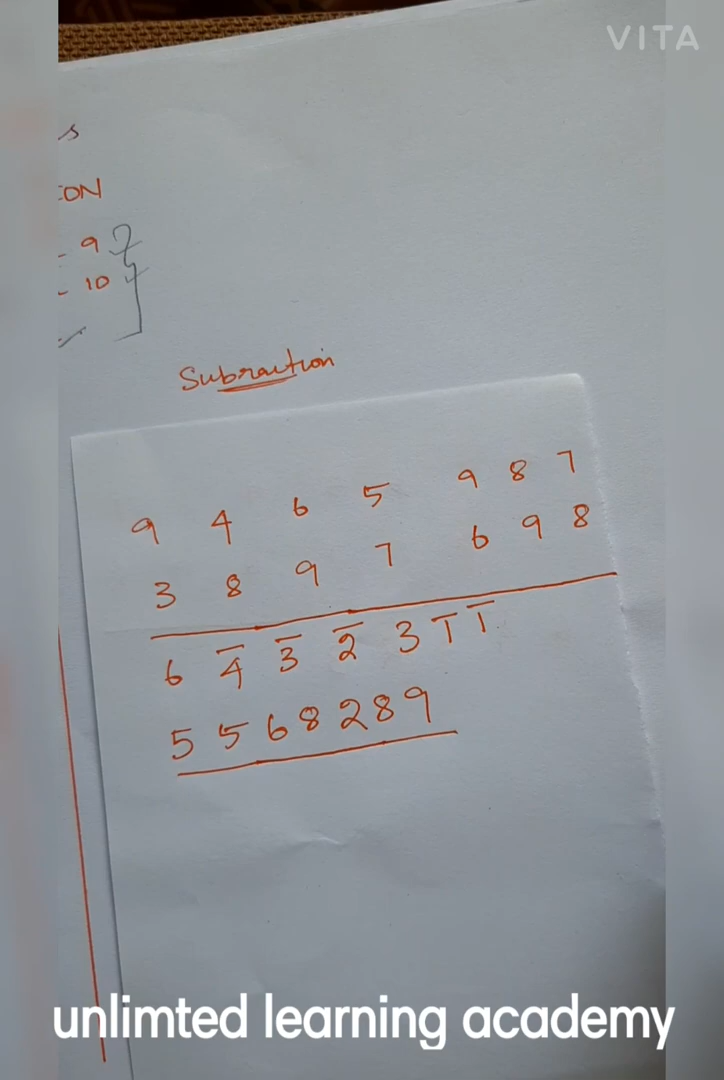 VITA
s
ION
- 9
- 10
Subraction
9 4 6 5 9 8 7
3 8 9 7 6 9 8
6 4̅ 3̅ 2̅ 3 1̅ 1̅
5 5 6 8 2 8 9
unlimted learning academy